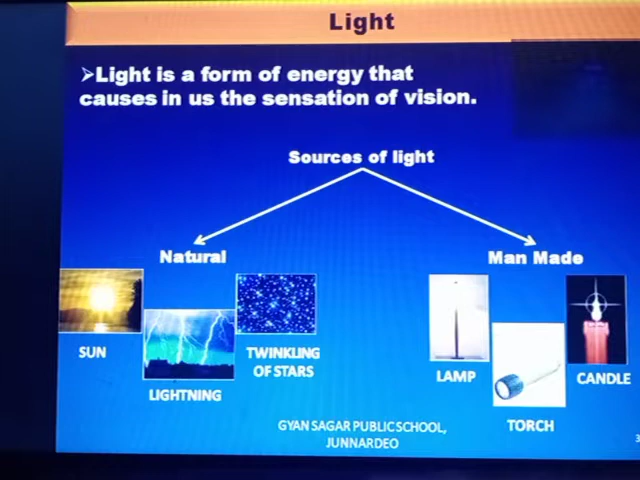 Light
➤Light is a form of energy that
causes in us the sensation of vision.
Sources of light
Natural
Man Made
SUN
LIGHTNING
TWINKLING
OF STARS
LAMP
TORCH
CANDLE
GYAN SAGAR PUBLIC SCHOOL,
JUNNARDEO
3